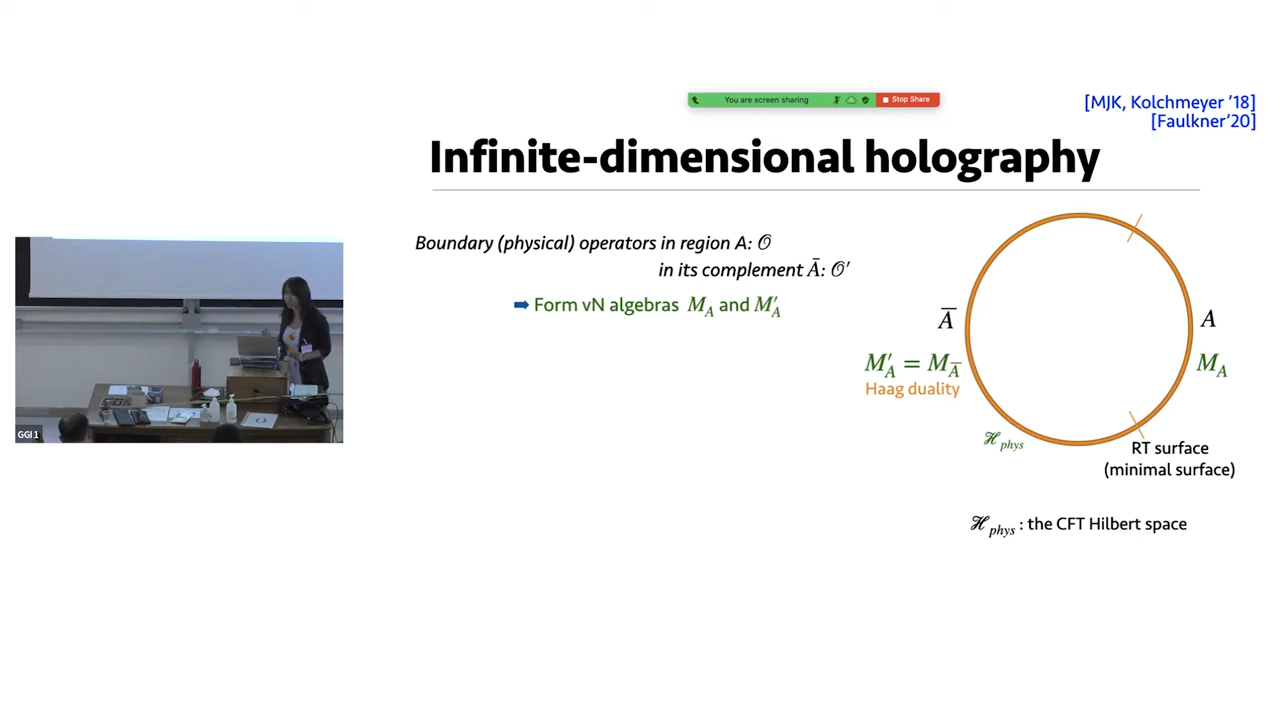 You are screen sharing
Stop Share
[MJK, Kolchmeyer '18]
[Faulkner'20]
Infinite-dimensional holography
Boundary (physical) operators in region A: 𝒪
in its complement Ā: 𝒪′
➡ Form vN algebras M_A and M′_A
Ā
A
M′_A = M_Ā
M_A
Haag duality
ℋ_phys
RT surface
(minimal surface)
ℋ_phys : the CFT Hilbert space
GGI 1